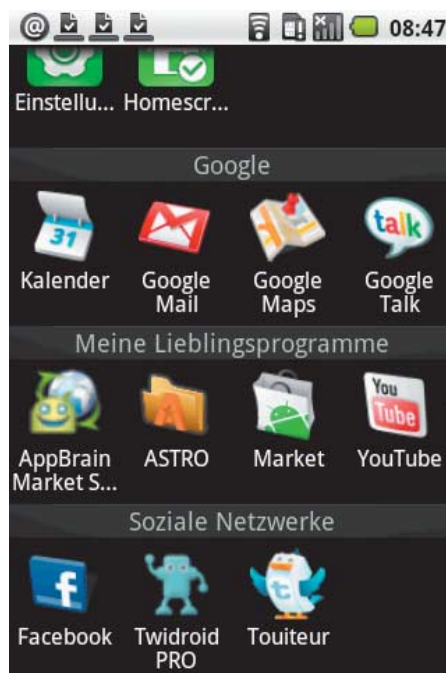 08:47
Einstellu... Homescr...
Google
31
talk
Kalender Google Mail Google Maps Google Talk
Meine Lieblingsprogramme
You Tube
AppBrain Market S... ASTRO Market YouTube
Soziale Netzwerke
f
t
Facebook Twidroid PRO Touiteur